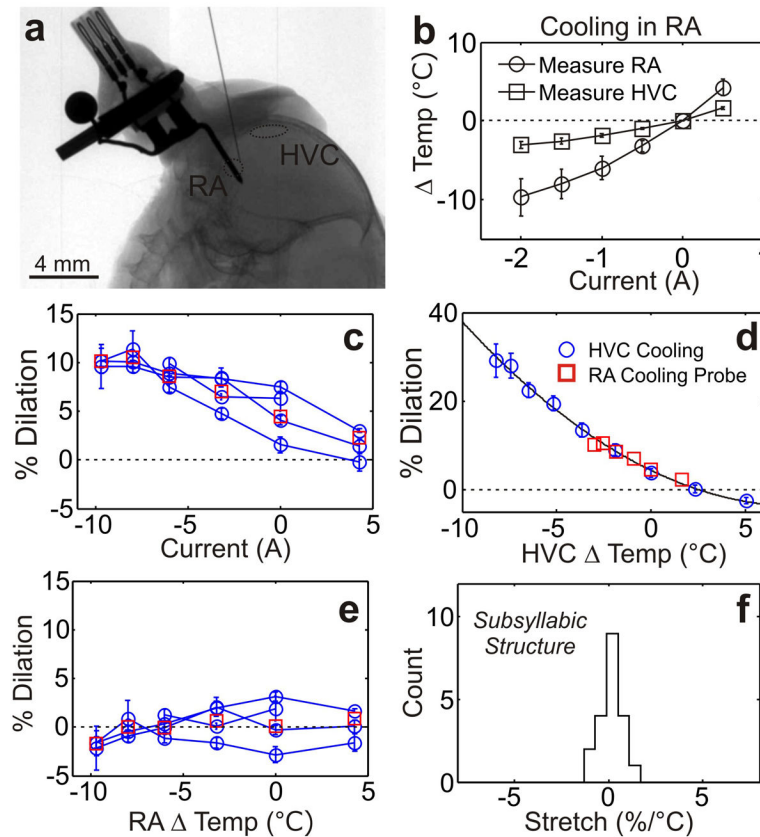 a
RA
HVC
4 mm
b
Cooling in RA
10
0
-10
Δ Temp (°C)
Measure RA
Measure HVC
-2
-1
0
1
Current (A)
c
15
10
5
0
-5
% Dilation
-10
-5
0
5
Current (A)
d
40
20
0
% Dilation
HVC Cooling
RA Cooling Probe
-10
-5
0
5
HVC Δ Temp (°C)
e
15
10
5
0
-5
% Dilation
-10
-5
0
5
RA Δ Temp (°C)
f
10
5
0
Count
Subsyllabic
Structure
-5
0
5
Stretch (%/°C)